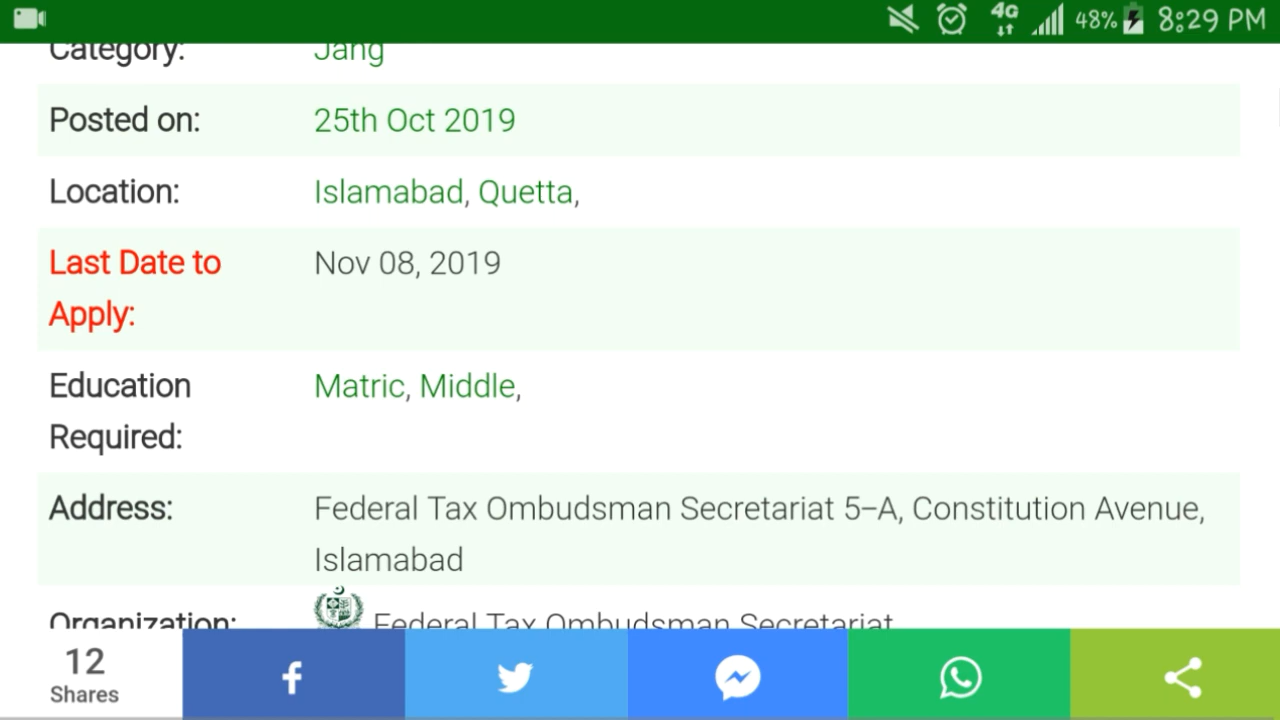 4G 48% 8:29 PM
Category: Jang
Posted on: 25th Oct 2019
Location: Islamabad, Quetta,
Last Date to Nov 08, 2019
Apply:
Education Matric, Middle,
Required:
Address: Federal Tax Ombudsman Secretariat 5–A, Constitution Avenue,
Islamabad
Organization: Federal Tax Ombudsman Secretariat
12
Shares